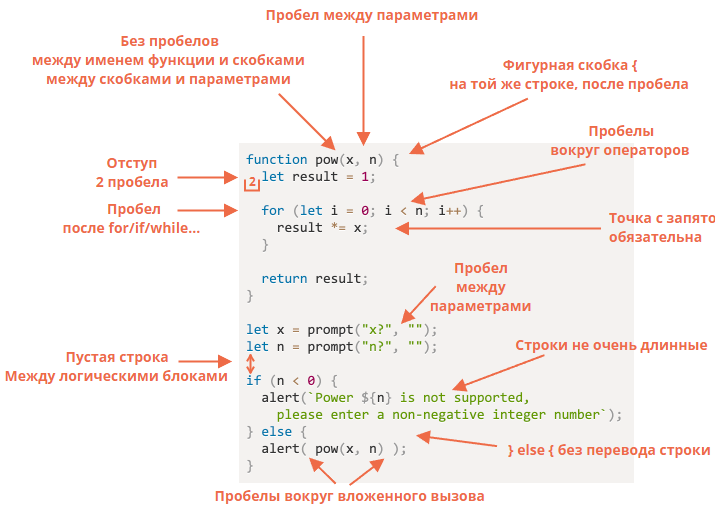 Пробел между параметрами
Без пробелов
между именем функции и скобками
между скобками и параметрами
Фигурная скобка {
на той же строке, после пробела
Пробелы
вокруг операторов
Отступ
2 пробела
Пробел
после for/if/while...
function pow(x, n) {
2
let result = 1;
for (let i = 0; i < n; i++) {
result *= x;
}
return result;
}
Точка с запято
обязательна
Пробел
между
параметрами
let x = prompt("x?", "");
let n = prompt("n?", "");
Пустая строка
Между логическими блоками
Строки не очень длинные
if (n < 0) {
alert(`Power ${n} is not supported,
please enter a non-negative integer number`);
} else {
alert( pow(x, n) );
}
} else { без перевода строки
Пробелы вокруг вложенного вызова